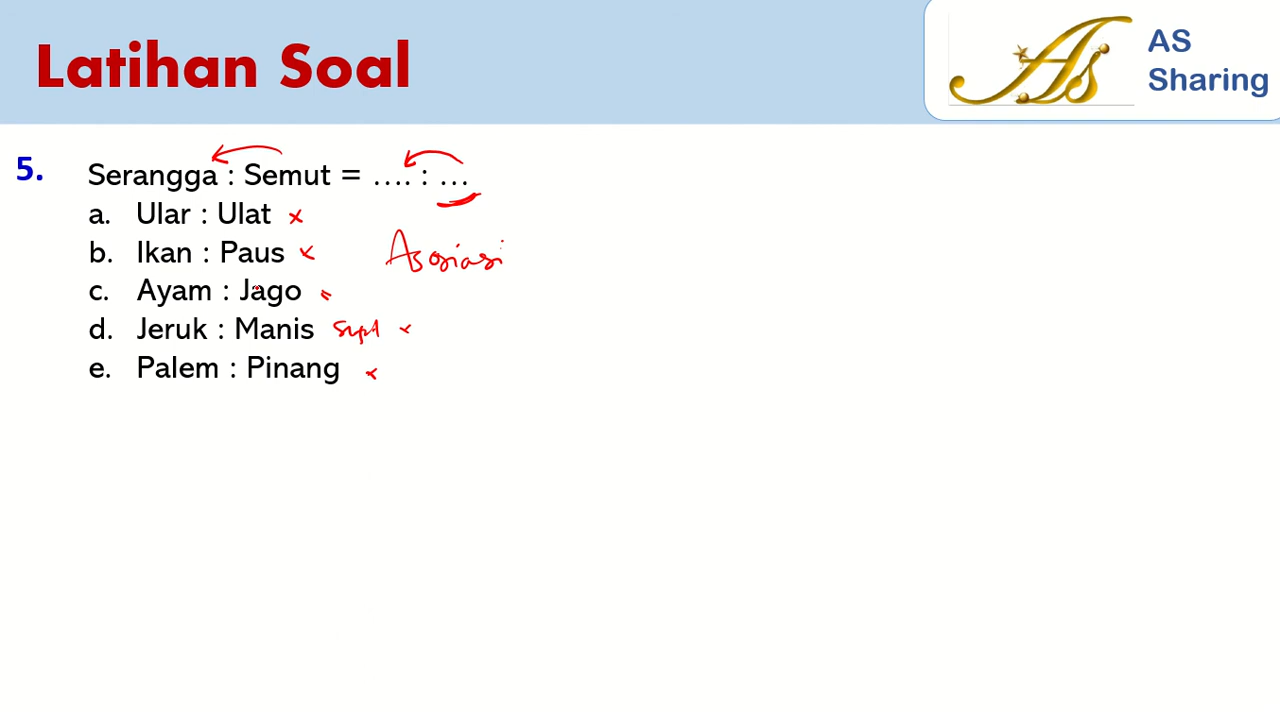 Latihan Soal
AS
Sharing
5. Serangga : Semut = .... : ...
a. Ular : Ulat x
b. Ikan : Paus x
Asosiasi
c. Ayam : Jago
d. Jeruk : Manis x
e. Palem : Pinang x